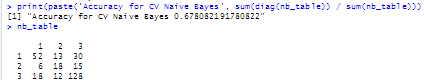 > print(paste('Accuracy for CV Naive Bayes', sum(diag(nb_table)) / sum(nb_table)))
[1] "Accuracy for CV Naive Bayes 0.678082191780822"
> nb_table
1 2 3
1 52 13 30
2 6 18 15
3 18 12 128